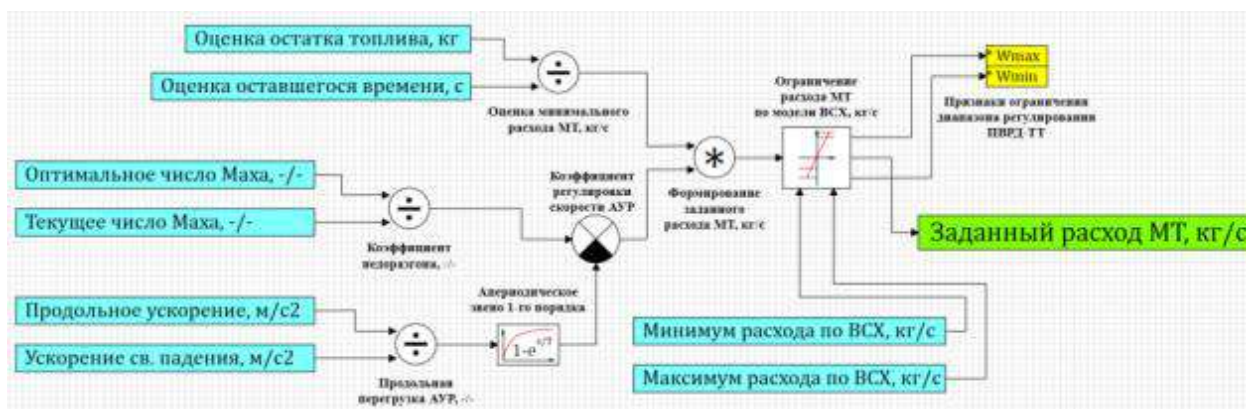 Оценка остатка топлива, кг
Оценка оставшегося времени, с
÷
Оценка минимального
расхода МТ, кг/с
Оптимальное число Маха, -/-
Текущее число Маха, -/-
÷
Коэффициент
недоразгона, -/-
Продольное ускорение, м/с2
Ускорение св. падения, м/с2
÷
Продольная
перегрузка АУР, -/-
Апериодическое
звено 1-го порядка
Коэффициент
регулировки
скорости АУР
*
Формирование
заданного
расхода МТ, кг/с
Ограничение
расхода МТ
по модели ВСХ, кг/с
Wmax
Wmin
Признаки ограничения
диапазона регулирования
ПВРД-ТТ
Заданный расход МТ, кг/с
Минимум расхода по ВСХ, кг/с
Максимум расхода по ВСХ, кг/с